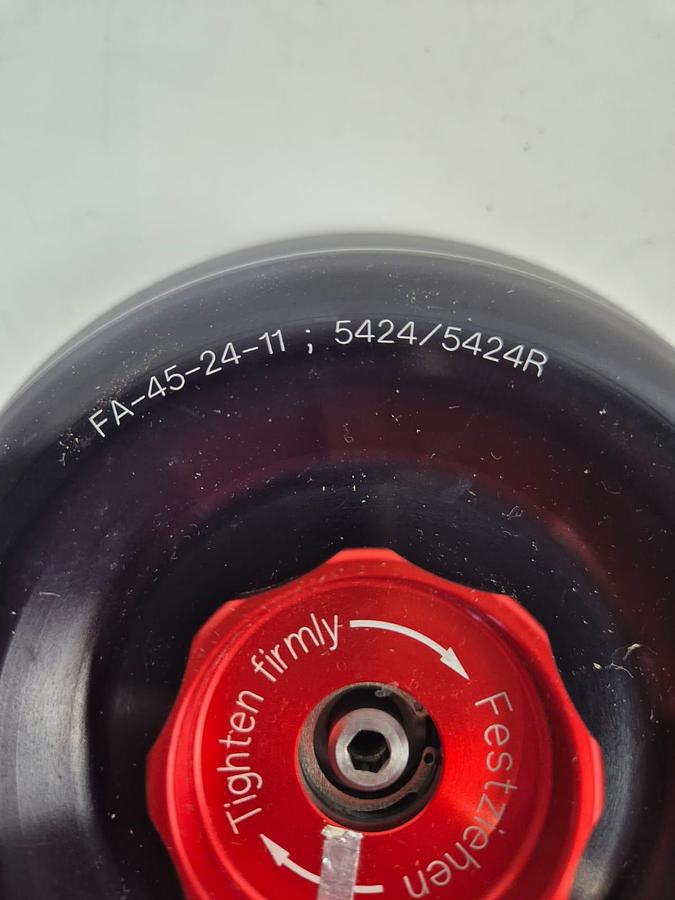 FA-45-24-11 ; 5424/5424R
Tighten firmly
Festziehen